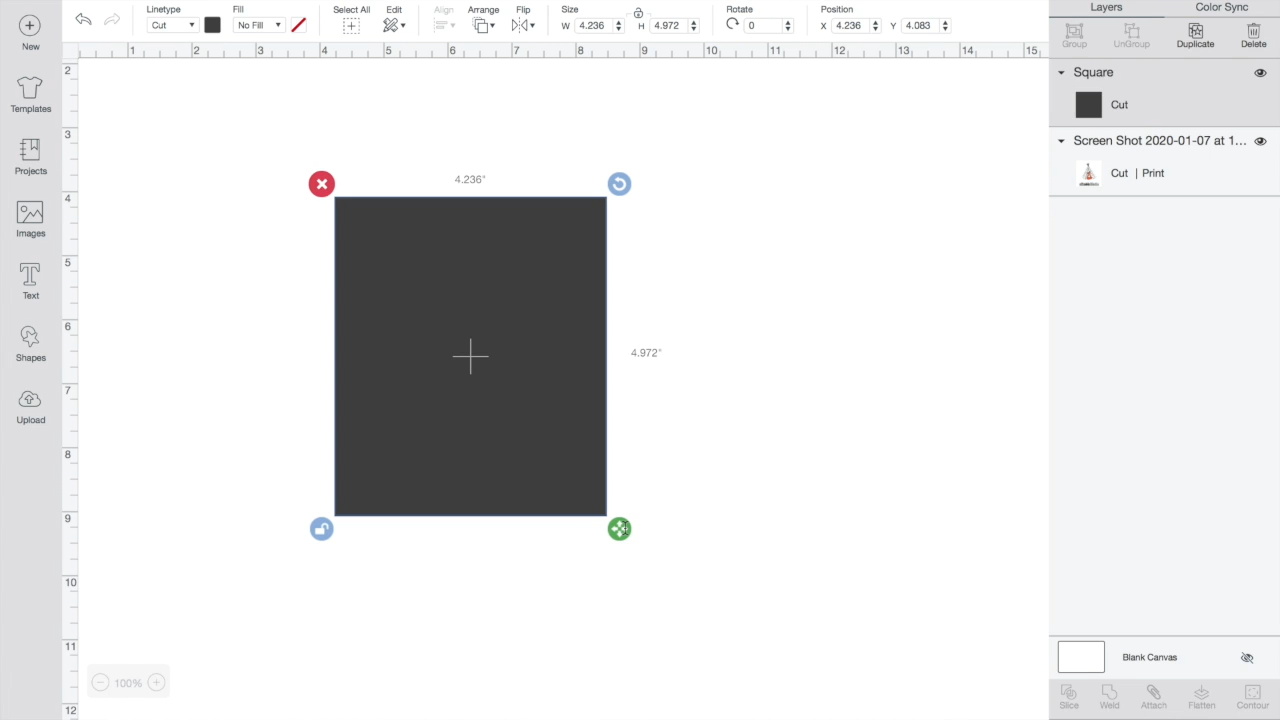 Linetype
Fill
Select All
Edit
Align
Arrange
Flip
Size
Rotate
Position
Layers
Color Sync
Cut
No Fill
W 4.236
H 4.972
0
X 4.236
Y 4.083
New
Templates
Projects
Images
Text
Shapes
Upload
1 2 3 4 5 6 7 8 9 10 11 12 13 14 15
2
3
4
5
6
7
8
9
10
11
12
4.236"
4.972"
100%
Group
UnGroup
Duplicate
Delete
Square
Cut
Screen Shot 2020-01-07 at 1...
Cut | Print
Blank Canvas
Slice
Weld
Attach
Flatten
Contour